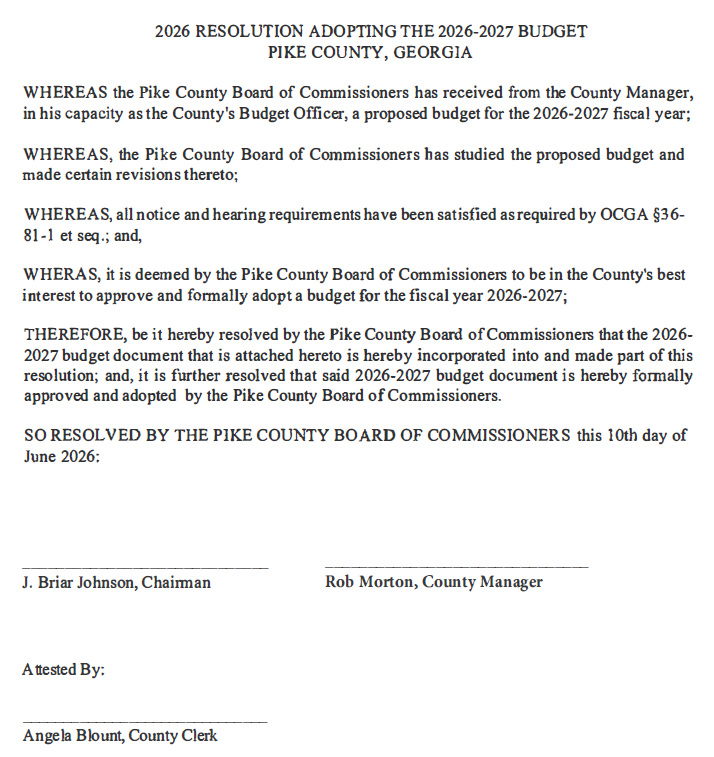 2026 RESOLUTION ADOPTING THE 2026-2027 BUDGET
PIKE COUNTY, GEORGIA
WHEREAS the Pike County Board of Commissioners has received from the County Manager,
in his capacity as the County's Budget Officer, a proposed budget for the 2026-2027 fiscal year;
WHEREAS, the Pike County Board of Commissioners has studied the proposed budget and
made certain revisions thereto;
WHEREAS, all notice and hearing requirements have been satisfied as required by OCGA §36-
81-1 et seq.; and,
WHERAS, it is deemed by the Pike County Board of Commissioners to be in the County's best
interest to approve and formally adopt a budget for the fiscal year 2026-2027;
THEREFORE, be it hereby resolved by the Pike County Board of Commissioners that the 2026-
2027 budget document that is attached hereto is hereby incorporated into and made part of this
resolution; and, it is further resolved that said 2026-2027 budget document is hereby formally
approved and adopted by the Pike County Board of Commissioners.
SO RESOLVED BY THE PIKE COUNTY BOARD OF COMMISSIONERS this 10th day of
June 2026:
J. Briar Johnson, Chairman
Rob Morton, County Manager
Attested By:
Angela Blount, County Clerk